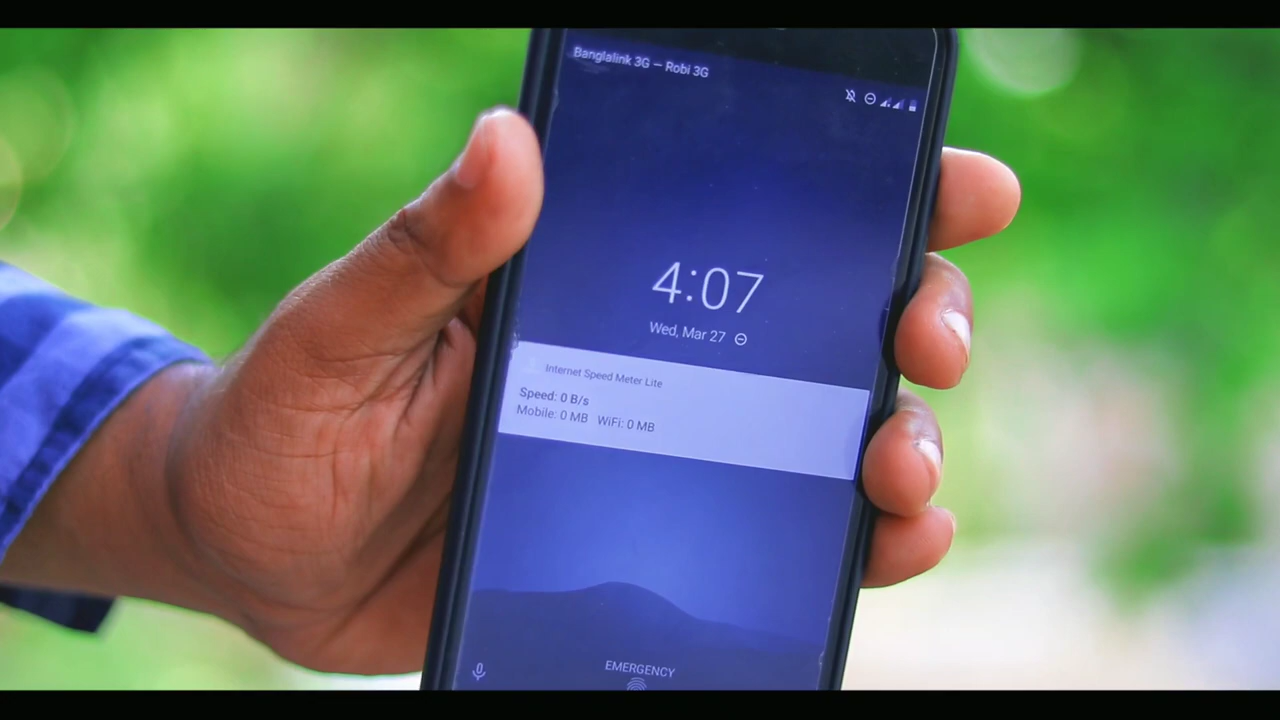 Banglalink 3G — Robi 3G
4:07
Wed, Mar 27
Internet Speed Meter Lite
Speed: 0 B/s
Mobile: 0 MB WiFi: 0 MB
EMERGENCY